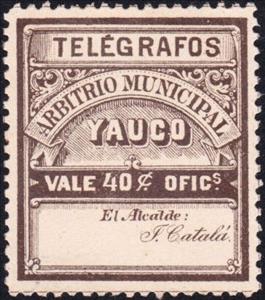 TELÉGRAFOS
ARBITRIO MUNICIPAL
YAUCO
VALE 40 ¢ OFICS
El Alcalde:
T. Catalá.